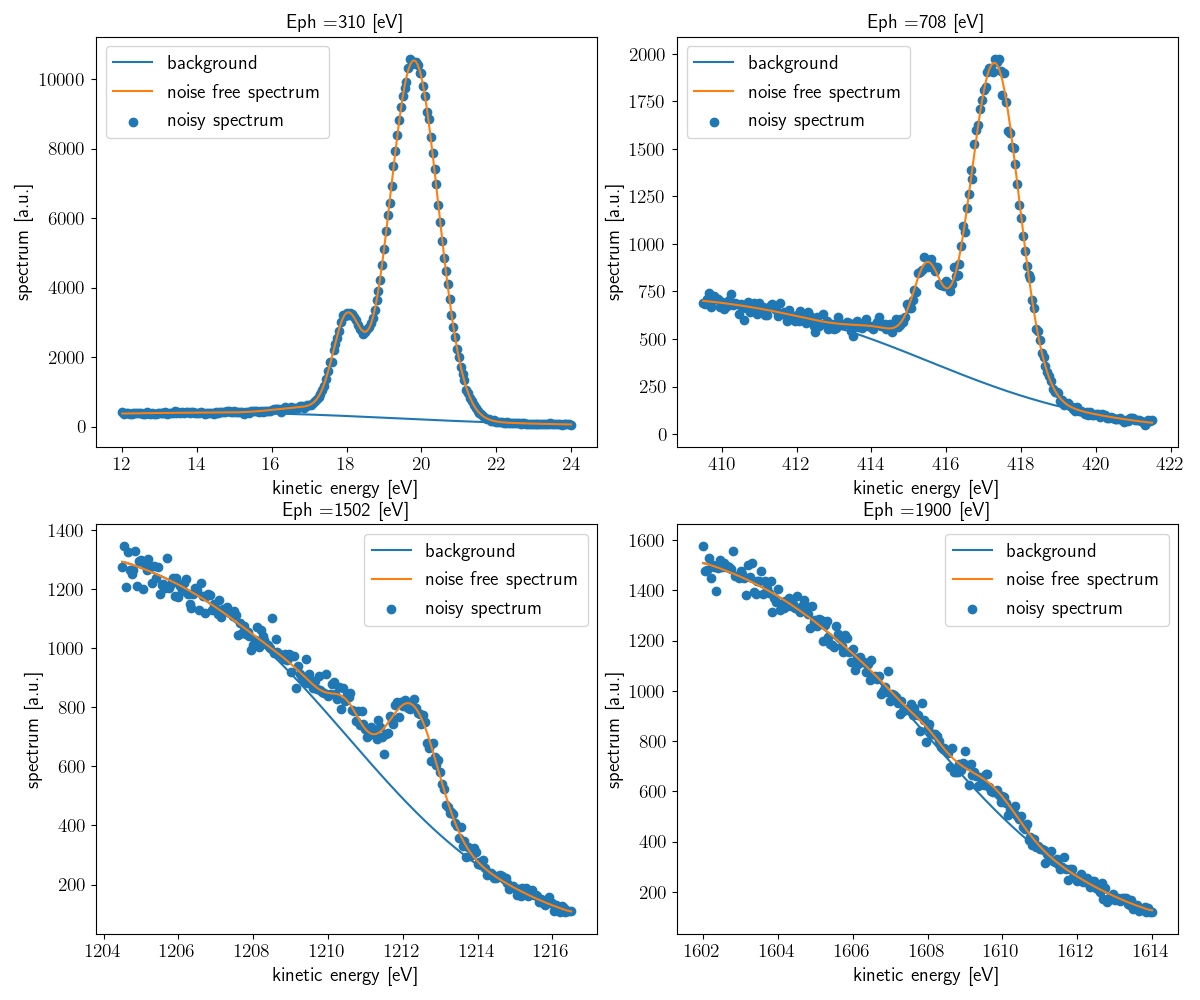 Eph =310 [eV]
background
noise free spectrum
noisy spectrum
spectrum [a.u.]
10000
8000
6000
4000
2000
0
12 14 16 18 20 22 24
kinetic energy [eV]
Eph =708 [eV]
background
noise free spectrum
noisy spectrum
spectrum [a.u.]
2000
1750
1500
1250
1000
750
500
250
0
410 412 414 416 418 420 422
kinetic energy [eV]
Eph =1502 [eV]
background
noise free spectrum
noisy spectrum
spectrum [a.u.]
1400
1200
1000
800
600
400
200
1204 1206 1208 1210 1212 1214 1216
kinetic energy [eV]
Eph =1900 [eV]
background
noise free spectrum
noisy spectrum
spectrum [a.u.]
1600
1400
1200
1000
800
600
400
200
1602 1604 1606 1608 1610 1612 1614
kinetic energy [eV]